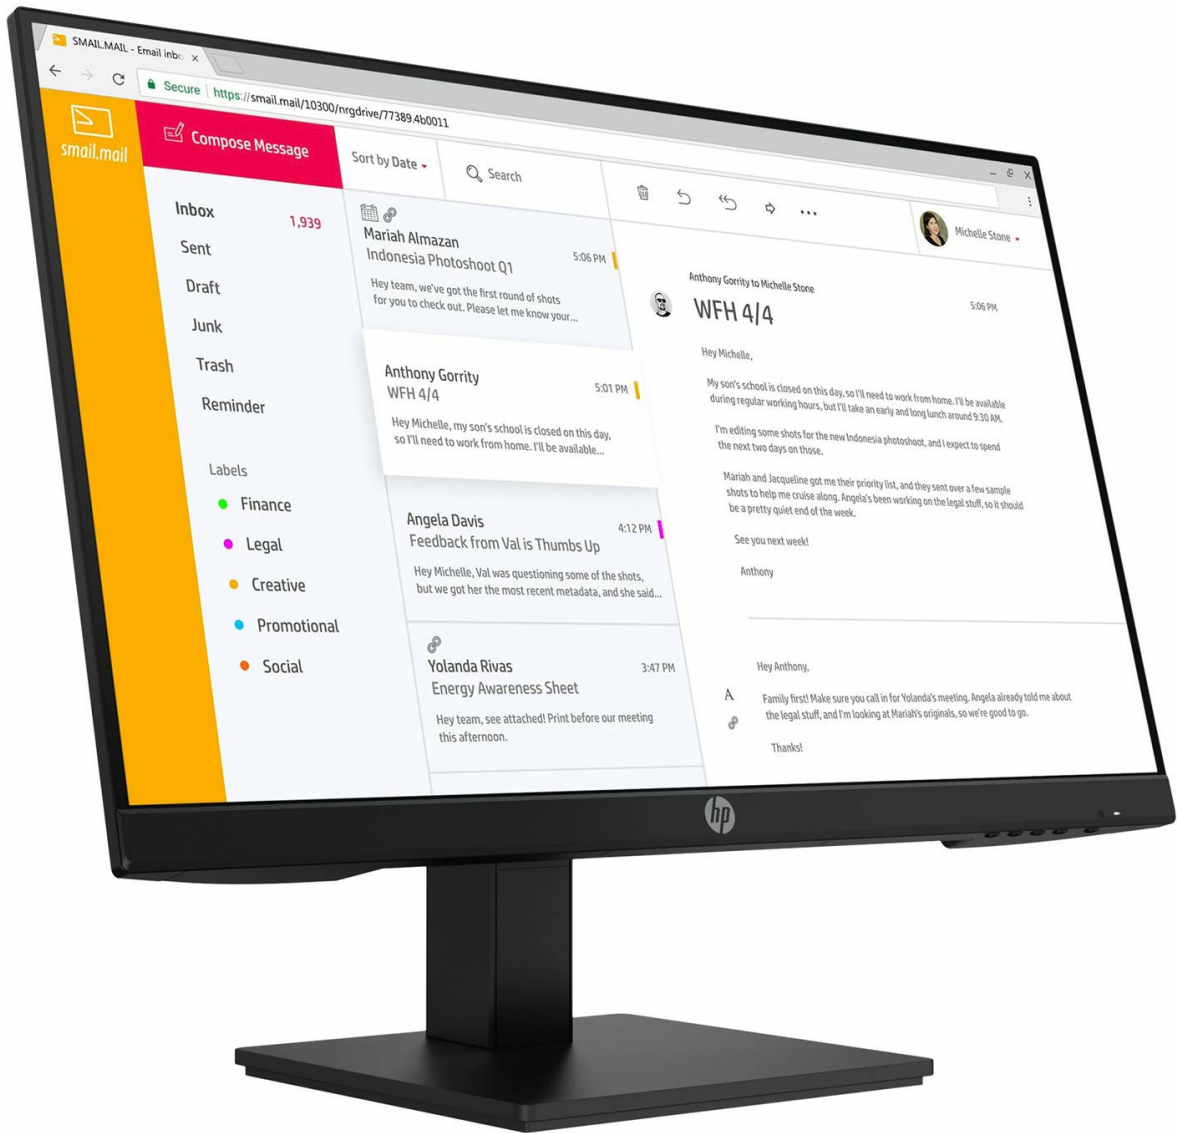 SMAIL.MAIL - Email inbo
Secure
https://smail.mail/10300/nrgdrive/77389.4b0011
smail.mail
Compose Message
Sort by Date
Search
Michelle Stone
Inbox
1,939
Sent
Draft
Junk
Trash
Reminder
Labels
Finance
Legal
Creative
Promotional
Social
Mariah Almazan
Indonesia Photoshoot Q1
5:06 PM
Hey team, we've got the first round of shots
for you to check out. Please let me know your...
Anthony Gorrity
WFH 4/4
5:01 PM
Hey Michelle, my son's school is closed on this day,
so I'll need to work from home. I'll be available...
Angela Davis
Feedback from Val is Thumbs Up
4:12 PM
Hey Michelle, Val was questioning some of the shots,
but we got her the most recent metadata, and she said...
Yolanda Rivas
Energy Awareness Sheet
3:47 PM
Hey team, see attached! Print before our meeting
this afternoon.
Anthony Gorrity to Michelle Stone
WFH 4/4
5:06 PM
Hey Michelle,
My son's school is closed on this day, so I'll need to work from home. I'll be available
during regular working hours, but I'll take an early and long lunch around 9:30 AM.
I'm editing some shots for the new Indonesia photoshoot, and I expect to spend
the next two days on those.
Mariah and Jacqueline got me their priority list, and they sent over a few sample
shots to help me cruise along. Angela's been working on the legal stuff, so it should
be a pretty quiet end of the week.
See you next week!
Anthony
Hey Anthony,
A
Family first! Make sure you call in for Yolanda's meeting. Angela already told me about
the legal stuff, and I'm looking at Mariah's originals, so we're good to go.
Thanks!
hp